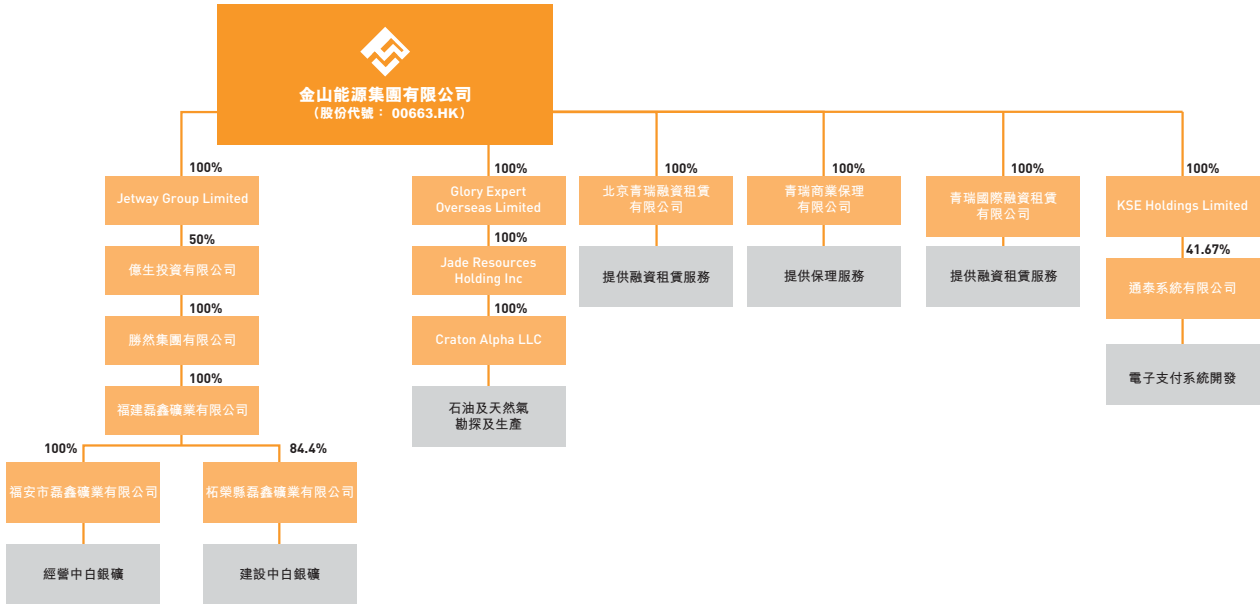 金山能源集團有限公司
（股份代號： 00663.HK）
100%
100%
100%
100%
100%
100%
Jetway Group Limited
Glory Expert
Overseas Limited
北京青瑞融資租賃
有限公司
青瑞商業保理
有限公司
青瑞國際融資租賃
有限公司
KSE Holdings Limited
50%
100%
41.67%
偉生投資有限公司
Jade Resources
Holding Inc
提供融資租賃服務
提供保理服務
提供融資租賃服務
通泰系統有限公司
100%
100%
勝然集團有限公司
Craton Alpha LLC
電子支付系統開發
100%
福建磊鑫礦業有限公司
石油及天然氣
勘探及生產
100%
84.4%
福安市磊鑫礦業有限公司
柘榮縣磊鑫礦業有限公司
經營中白銀礦
建設中白銀礦